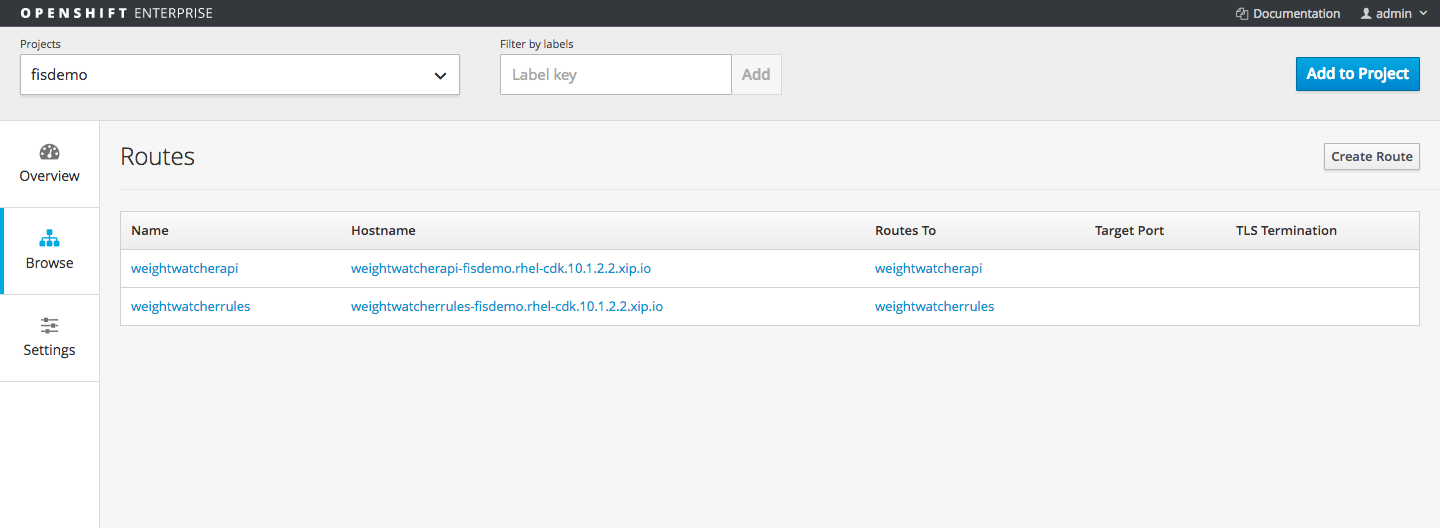 OPENSHIFT ENTERPRISE Documentation admin
Projects Filter by labels
fisdemo Label key Add Add to Project
Overview
Browse
Settings
Routes Create Route
Name Hostname Routes To Target Port TLS Termination
weightwatcherapi weightwatcherapi-fisdemo.rhel-cdk.10.1.2.2.xip.io weightwatcherapi
weightwatcherrules weightwatcherrules-fisdemo.rhel-cdk.10.1.2.2.xip.io weightwatcherrules